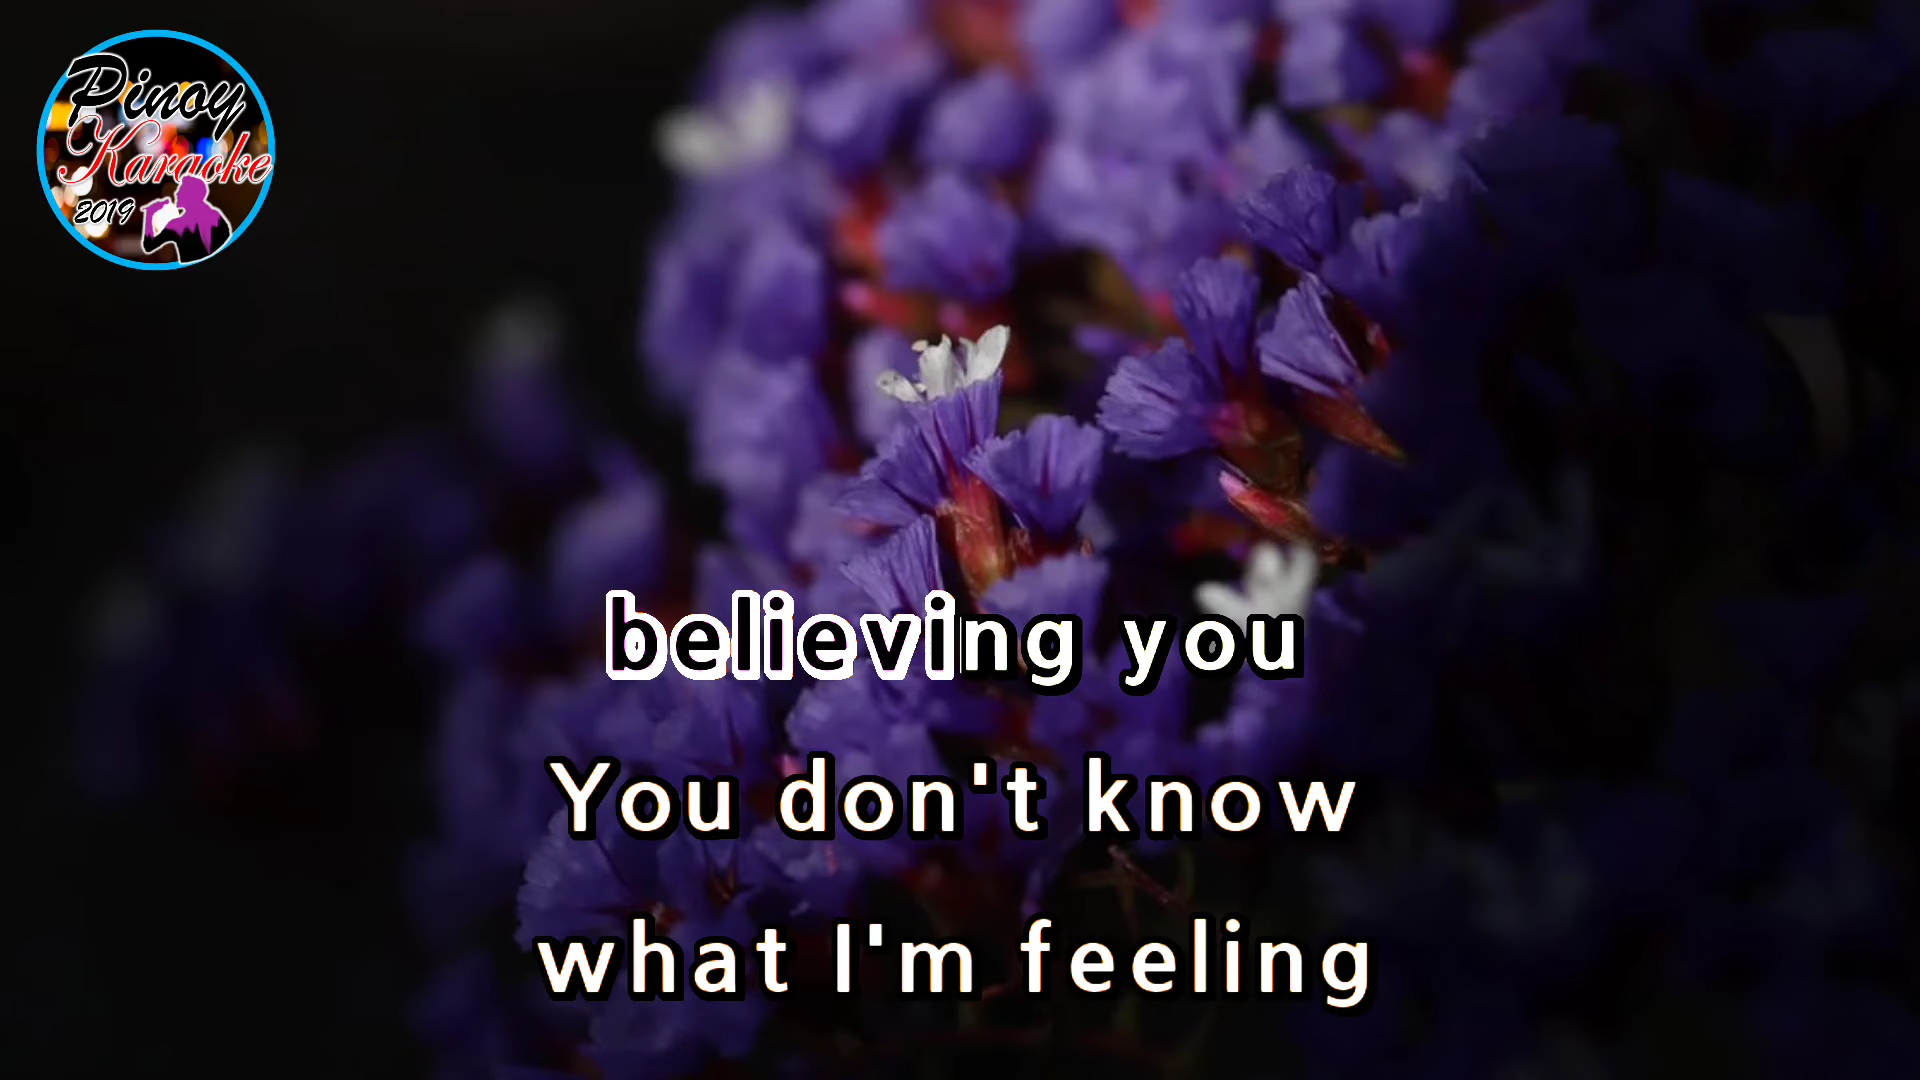 Pinoy
Karaoke
2019
believing you
You don't know
what I'm feeling